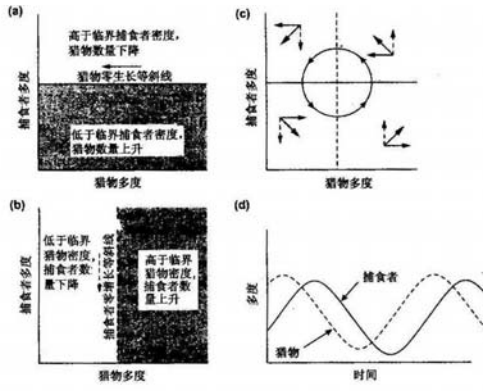 (a)
高于临界捕食者密度,
猎物数量下降
猎物零生长等斜线
低于临界捕食者密度,
猎物数量上升
捕食者多度
猎物多度
(c)
捕食者多度
猎物多度
(b)
低于临界
猎物密度,
捕食者数
量下降
捕食者零增长等斜线
高于临界
猎物密度,
捕食者数
量上升
捕食者多度
猎物多度
(d)
捕食者
猎物
多度
时间